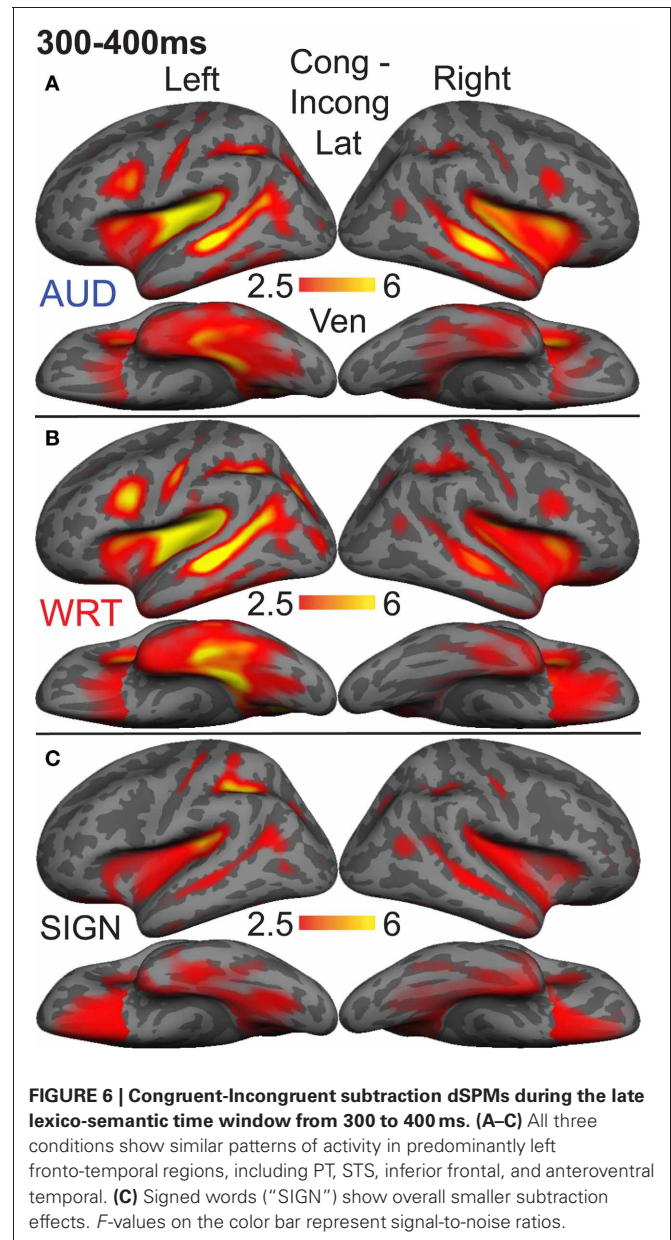 300-400ms
A
Left
Cong -
Incong
Lat
Right
AUD
2.5
6
Ven
B
WRT
2.5
6
C
SIGN
2.5
6
FIGURE 6 | Congruent-Incongruent subtraction dSPMs during the late
lexico-semantic time window from 300 to 400 ms. (A–C) All three
conditions show similar patterns of activity in predominantly left
fronto-temporal regions, including PT, STS, inferior frontal, and anteroventral
temporal. (C) Signed words (“SIGN”) show overall smaller subtraction
effects. F-values on the color bar represent signal-to-noise ratios.